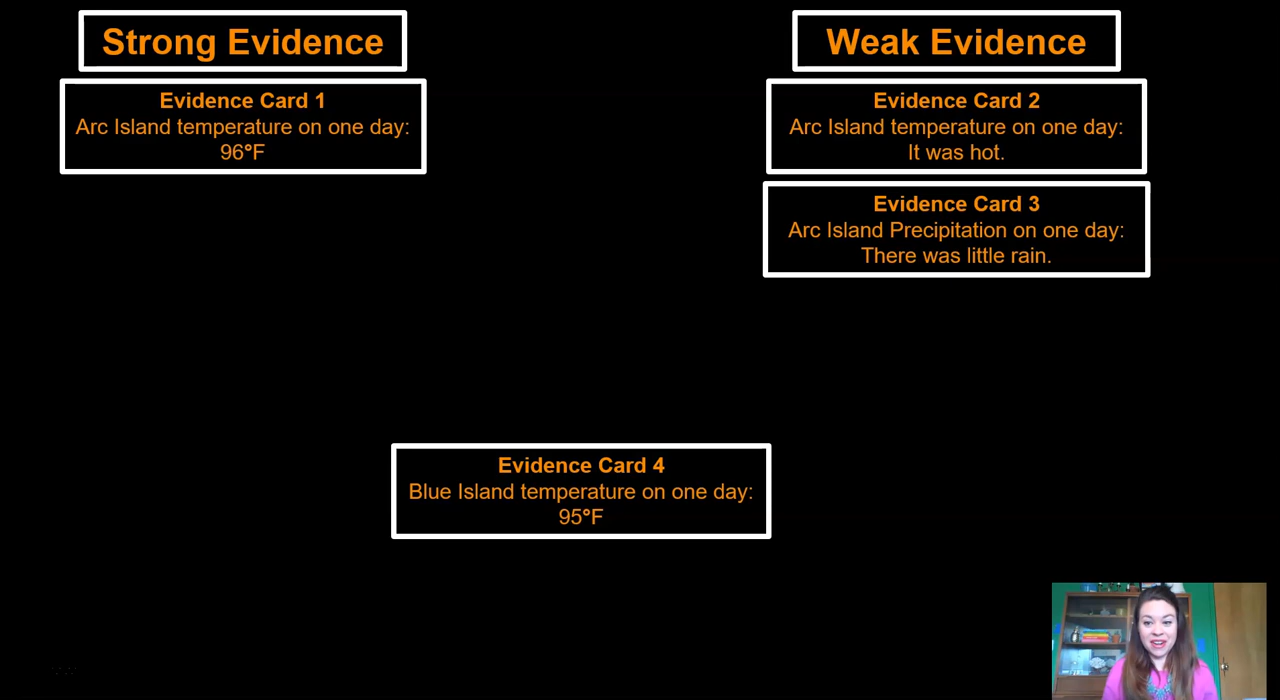 Strong Evidence
Weak Evidence
Evidence Card 1
Arc Island temperature on one day:
96°F
Evidence Card 2
Arc Island temperature on one day:
It was hot.
Evidence Card 3
Arc Island Precipitation on one day:
There was little rain.
Evidence Card 4
Blue Island temperature on one day:
95°F